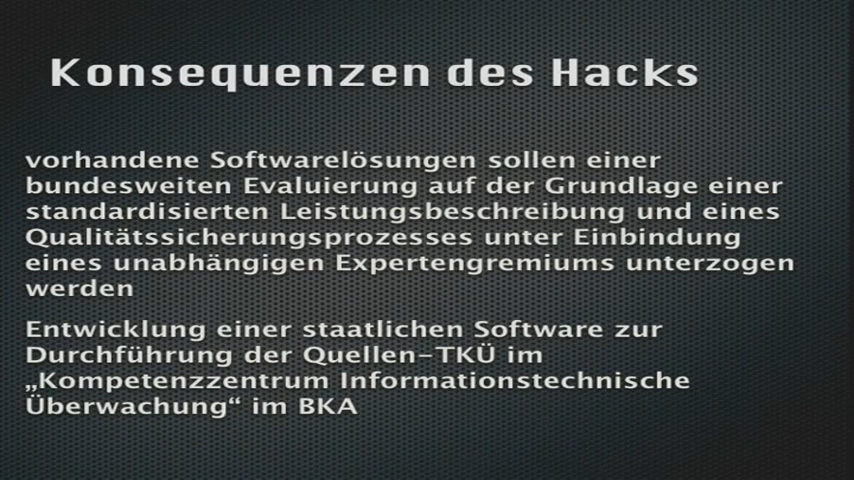 Konsequenzen des Hacks
vorhandene Softwarelösungen sollen einer
bundesweiten Evaluierung auf der Grundlage einer
standardisierten Leistungsbeschreibung und eines
Qualitätssicherungsprozesses unter Einbindung
eines unabhängigen Expertengremiums unterzogen
werden
Entwicklung einer staatlichen Software zur
Durchführung der Quellen-TKÜ im
„Kompetenzzentrum Informationstechnische
Überwachung“ im BKA